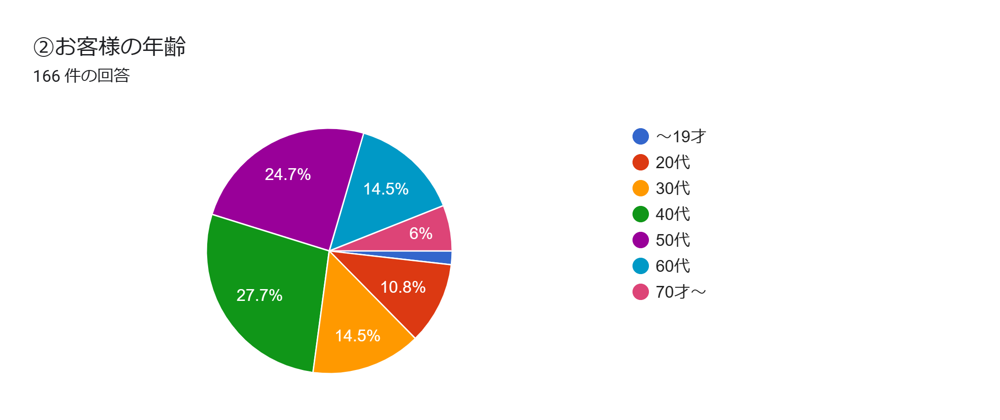 ②お客様の年齢
166 件の回答
24.7%
14.5%
6%
10.8%
14.5%
27.7%
～19才
20代
30代
40代
50代
60代
70才～